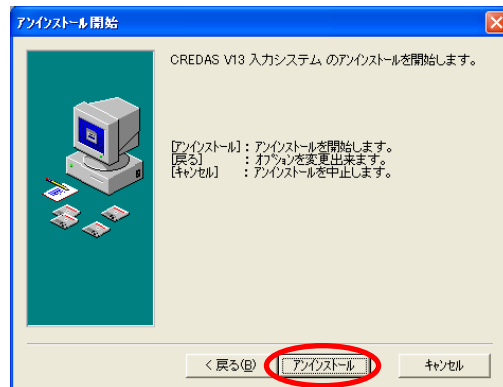 ｱﾝｲﾝｽﾄｰﾙ開始
CREDAS V13 入力システム のｱﾝｲﾝｽﾄｰﾙを開始します。
[ｱﾝｲﾝｽﾄｰﾙ]：ｱﾝｲﾝｽﾄｰﾙを開始します。
[戻る]　　：ｵﾌﾟｼｮﾝを変更出来ます。
[ｷｬﾝｾﾙ]　：ｱﾝｲﾝｽﾄｰﾙを中止します。
< 戻る(B)　ｱﾝｲﾝｽﾄｰﾙ　ｷｬﾝｾﾙ